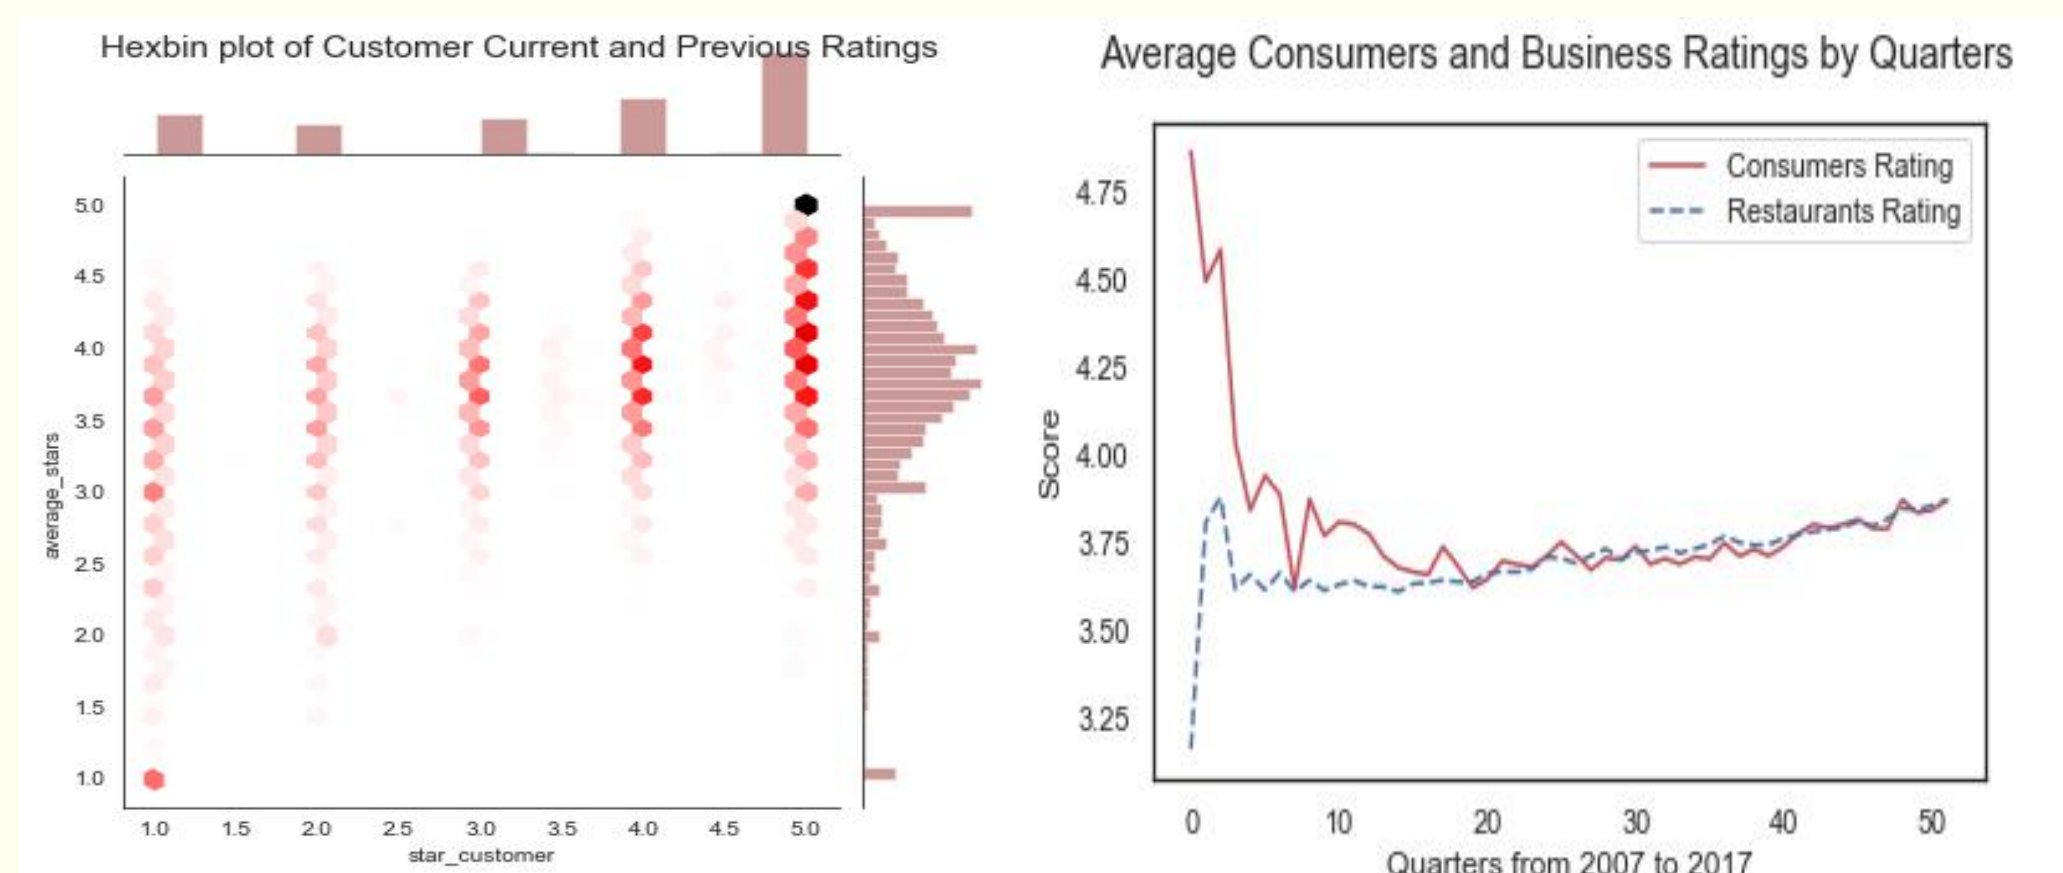 Hexbin plot of Customer Current and Previous Ratings
5.0
4.5
4.0
3.5
3.0
2.5
2.0
1.5
1.0
average_stars
1.0 1.5 2.0 2.5 3.0 3.5 4.0 4.5 5.0
star_customer
Average Consumers and Business Ratings by Quarters
Consumers Rating
Restaurants Rating
4.75
4.50
4.25
4.00
3.75
3.50
3.25
Score
0 10 20 30 40 50
Quarters from 2007 to 2017